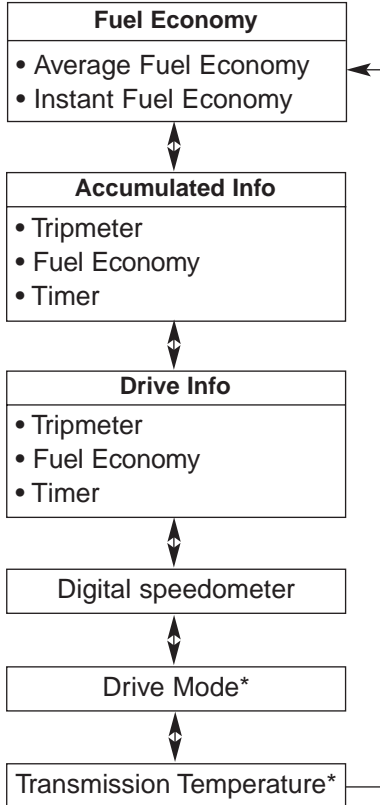 Fuel Economy
• Average Fuel Economy
• Instant Fuel Economy
Accumulated Info
• Tripmeter
• Fuel Economy
• Timer
Drive Info
• Tripmeter
• Fuel Economy
• Timer
Digital speedometer
Drive Mode*
Transmission Temperature*